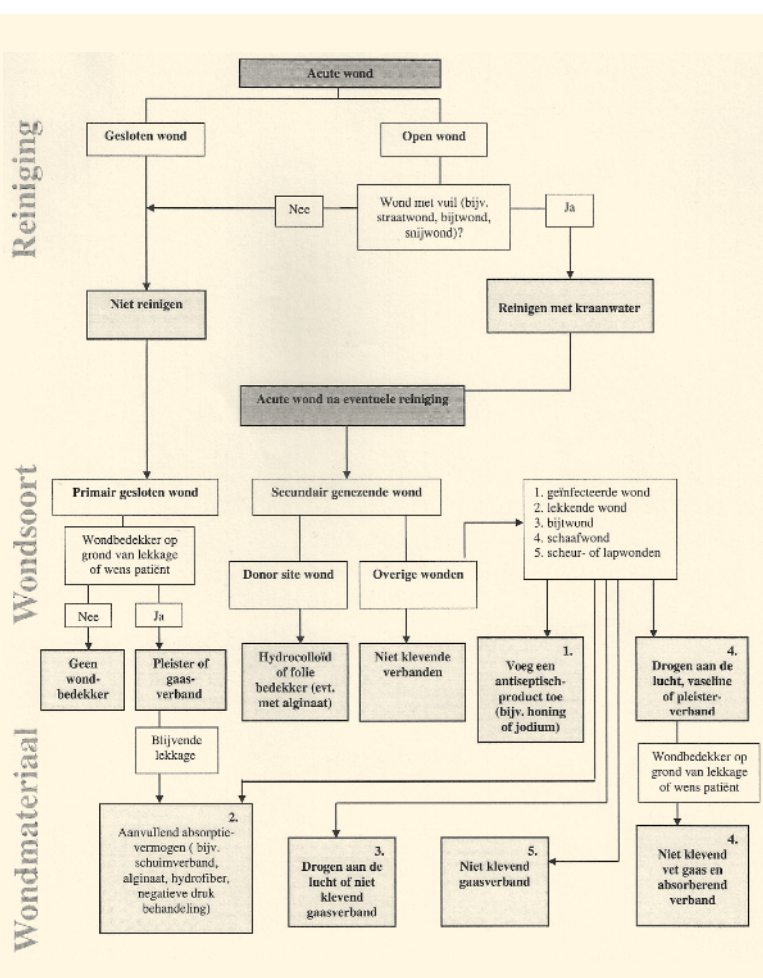 Reiniging
Acute wond
Gesloten wond
Open wond
Nee
Wond met vuil (bijv.
straatwond, bijtwond,
snijwond)?
Ja
Niet reinigen
Reinigen met kraanwater
Acute wond na eventuele reiniging
Wondsoort
Primair gesloten wond
Secundair genezende wond
1. geïnfecteerde wond
2. lekkende wond
3. bijtwond
4. schaafwond
5. scheur- of lapwonden
Wondbedekker op
grond van lekkage
of wens patiënt
Donor site wond
Overige wonden
Nee
Ja
Geen
wond-
bedekker
Pleister of
gaas-
verband
Hydrocolloïd
of folie
bedekker (evt.
met alginaat)
Niet klevende
verbanden
1.
Voeg een
antiseptisch-
product toe
(bijv. honing
of jodium)
4.
Drogen aan de
lucht, vaseline
of pleister-
verband
Wondmateriaal
Blijvende
lekkage
Wondbedekker op
grond van lekkage
of wens patiënt
2.
Aanvullend absorptie-
vermogen ( bijv.
schuimverband,
alginaat, hydrofiber,
negatieve druk
behandeling)
3.
Drogen aan de
lucht of niet
klevend
gaasverband
5.
Niet klevend
gaasverband
4.
Niet klevend
vet gaas en
absorberend
verband